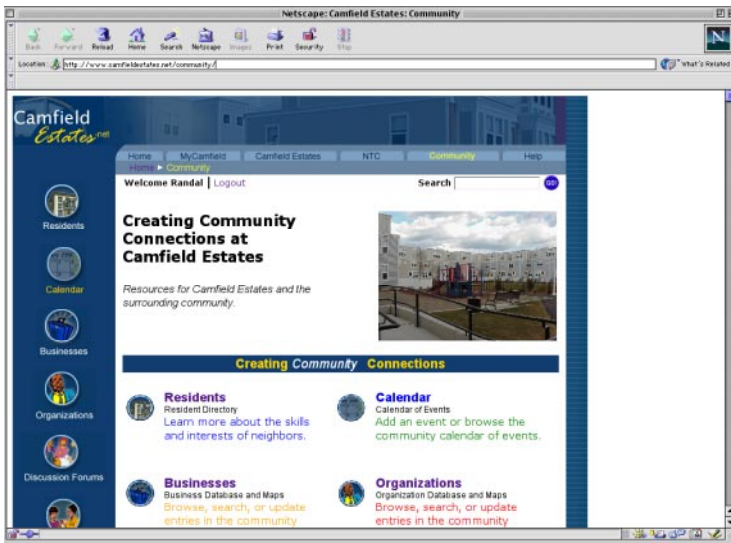 Netscape: Camfield Estates: Community
Back Forward Reload Home Search Netscape Images Print Security Stop
Location: http://www.camfieldestates.net/community/
What's Related
Camfield
Estates.net
Home MyCamfield Camfield Estates NTC Community Help
Home Community
Welcome Randal | Logout
Search GO!
Creating Community
Connections at
Camfield Estates
Resources for Camfield Estates and the
surrounding community.
Residents
Calendar
Businesses
Organizations
Discussion Forums
Creating Community Connections
Residents
Resident Directory
Learn more about the skills
and interests of neighbors.
Calendar
Calendar of Events
Add an event or browse the
community calendar of events.
Businesses
Business Database and Maps
Browse, search, or update
entries in the community
Organizations
Organization Database and Maps
Browse, search, or update
entries in the community